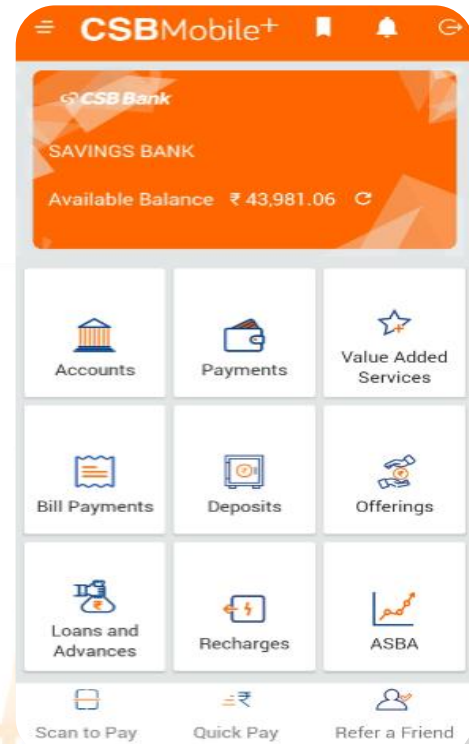 CSBMobile+
CSB Bank
SAVINGS BANK
Available Balance ₹ 43,981.06
Accounts
Payments
Value Added
Services
Bill Payments
Deposits
Offerings
Loans and
Advances
Recharges
ASBA
Scan to Pay
Quick Pay
Refer a Friend